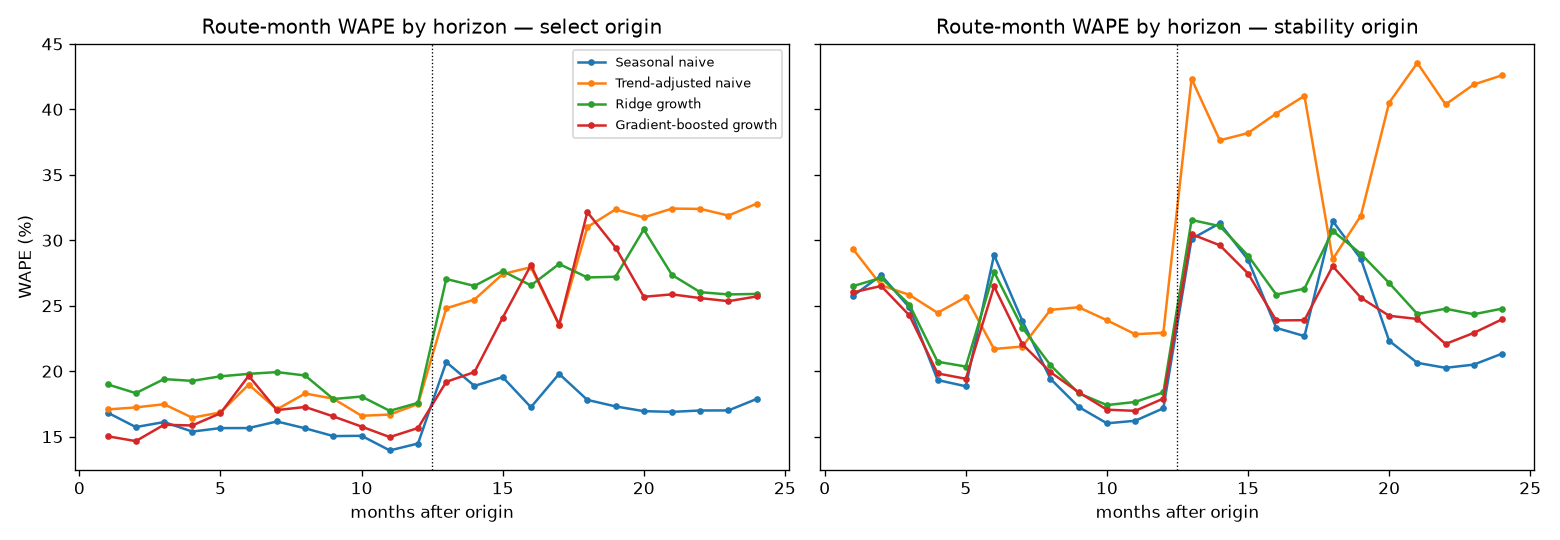 Route-month WAPE by horizon — select origin
WAPE (%)
45
40
35
30
25
20
15
0 5 10 15 20 25
months after origin
Seasonal naive
Trend-adjusted naive
Ridge growth
Gradient-boosted growth
Route-month WAPE by horizon — stability origin
0 5 10 15 20 25
months after origin